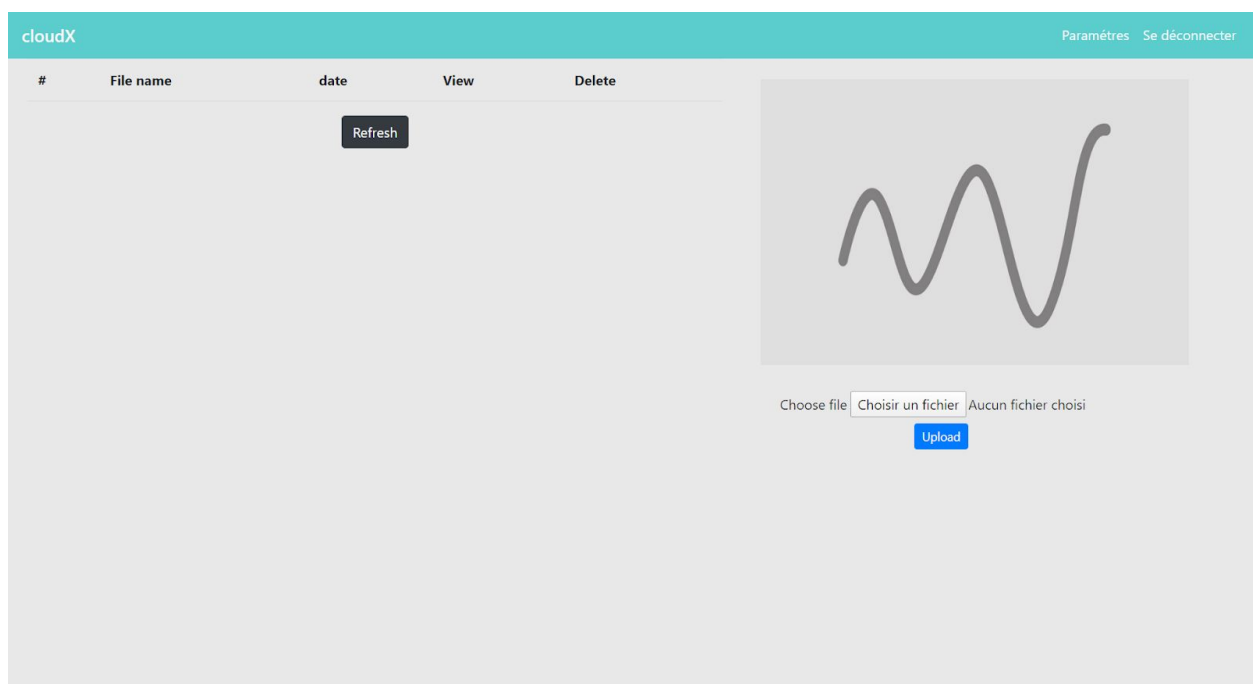 cloudX Paramétres Se déconnecter
# File name date View Delete
Refresh
Choose file Choisir un fichier Aucun fichier choisi
Upload